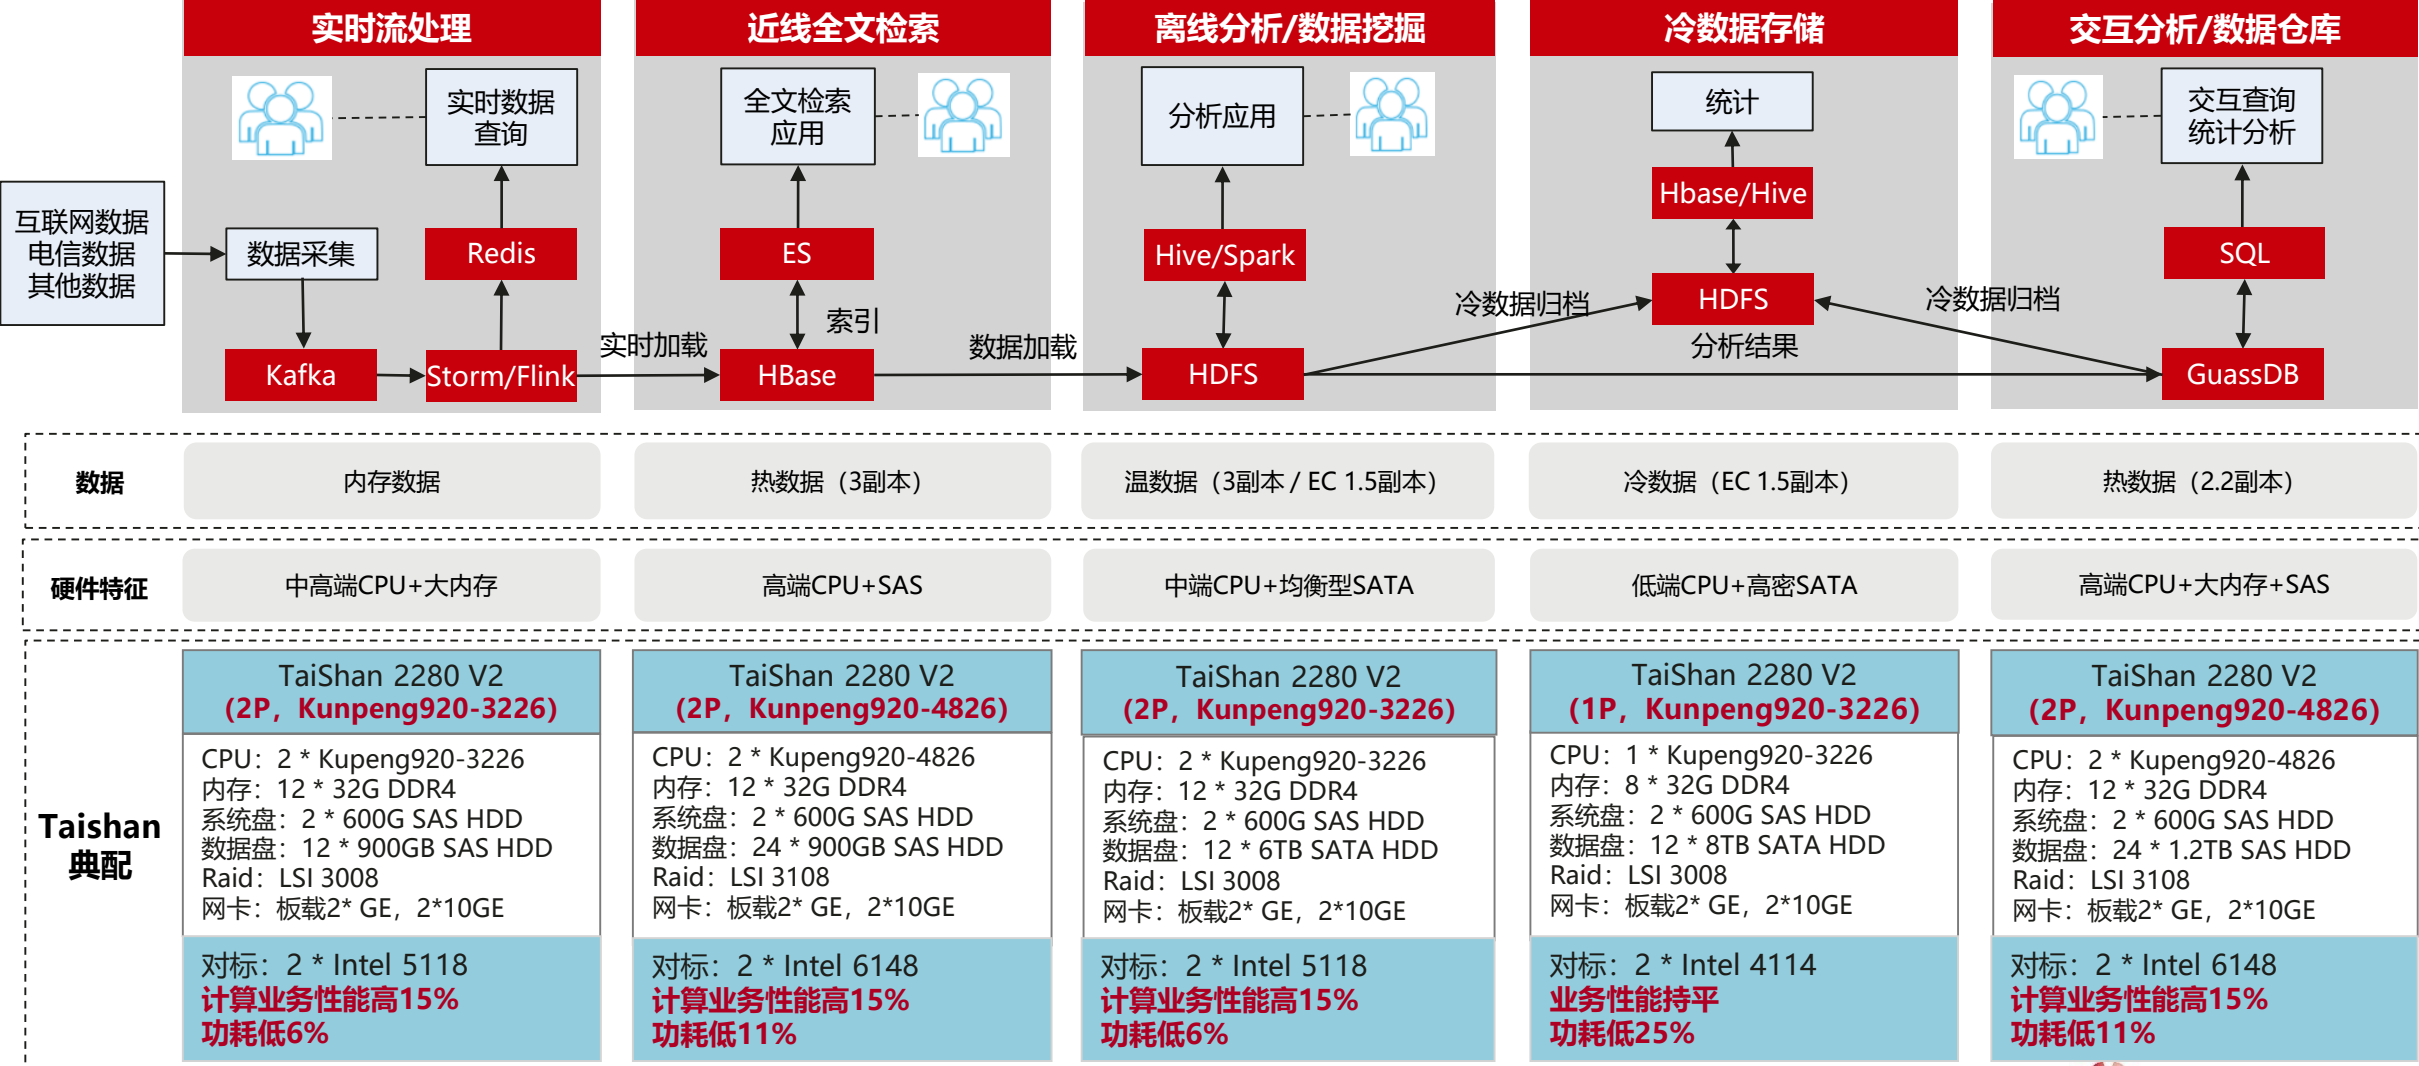 实时流处理
近线全文检索
离线分析/数据挖掘
冷数据存储
交互分析/数据仓库
互联网数据
电信数据
其他数据
实时数据
查询
数据采集
Redis
Kafka
Storm/Flink
实时加载
全文检索
应用
ES
索引
HBase
数据加载
分析应用
Hive/Spark
HDFS
冷数据归档
统计
Hbase/Hive
HDFS
分析结果
冷数据归档
交互查询
统计分析
SQL
GuassDB
数据
内存数据
热数据（3副本）
温数据（3副本 / EC 1.5副本）
冷数据（EC 1.5副本）
热数据（2.2副本）
硬件特征
中高端CPU+大内存
高端CPU+SAS
中端CPU+均衡型SATA
低端CPU+高密SATA
高端CPU+大内存+SAS
Taishan
典配
TaiShan 2280 V2
(2P，Kunpeng920-3226)
CPU：2 * Kupeng920-3226
内存：12 * 32G DDR4
系统盘：2 * 600G SAS HDD
数据盘：12 * 900GB SAS HDD
Raid：LSI 3008
网卡：板载2* GE，2*10GE
对标：2 * Intel 5118
计算业务性能高15%
功耗低6%
TaiShan 2280 V2
(2P，Kunpeng920-4826)
CPU：2 * Kupeng920-4826
内存：12 * 32G DDR4
系统盘：2 * 600G SAS HDD
数据盘：24 * 900GB SAS HDD
Raid：LSI 3108
网卡：板载2* GE，2*10GE
对标：2 * Intel 6148
计算业务性能高15%
功耗低11%
TaiShan 2280 V2
(2P，Kunpeng920-3226)
CPU：2 * Kupeng920-3226
内存：12 * 32G DDR4
系统盘：2 * 600G SAS HDD
数据盘：12 * 6TB SATA HDD
Raid：LSI 3008
网卡：板载2* GE，2*10GE
对标：2 * Intel 5118
计算业务性能高15%
功耗低6%
TaiShan 2280 V2
(1P，Kunpeng920-3226)
CPU：1 * Kupeng920-3226
内存：8 * 32G DDR4
系统盘：2 * 600G SAS HDD
数据盘：12 * 8TB SATA HDD
Raid：LSI 3008
网卡：板载2* GE，2*10GE
对标：2 * Intel 4114
业务性能持平
功耗低25%
TaiShan 2280 V2
(2P，Kunpeng920-4826)
CPU：2 * Kupeng920-4826
内存：12 * 32G DDR4
系统盘：2 * 600G SAS HDD
数据盘：24 * 1.2TB SAS HDD
Raid：LSI 3108
网卡：板载2* GE，2*10GE
对标：2 * Intel 6148
计算业务性能高15%
功耗低11%